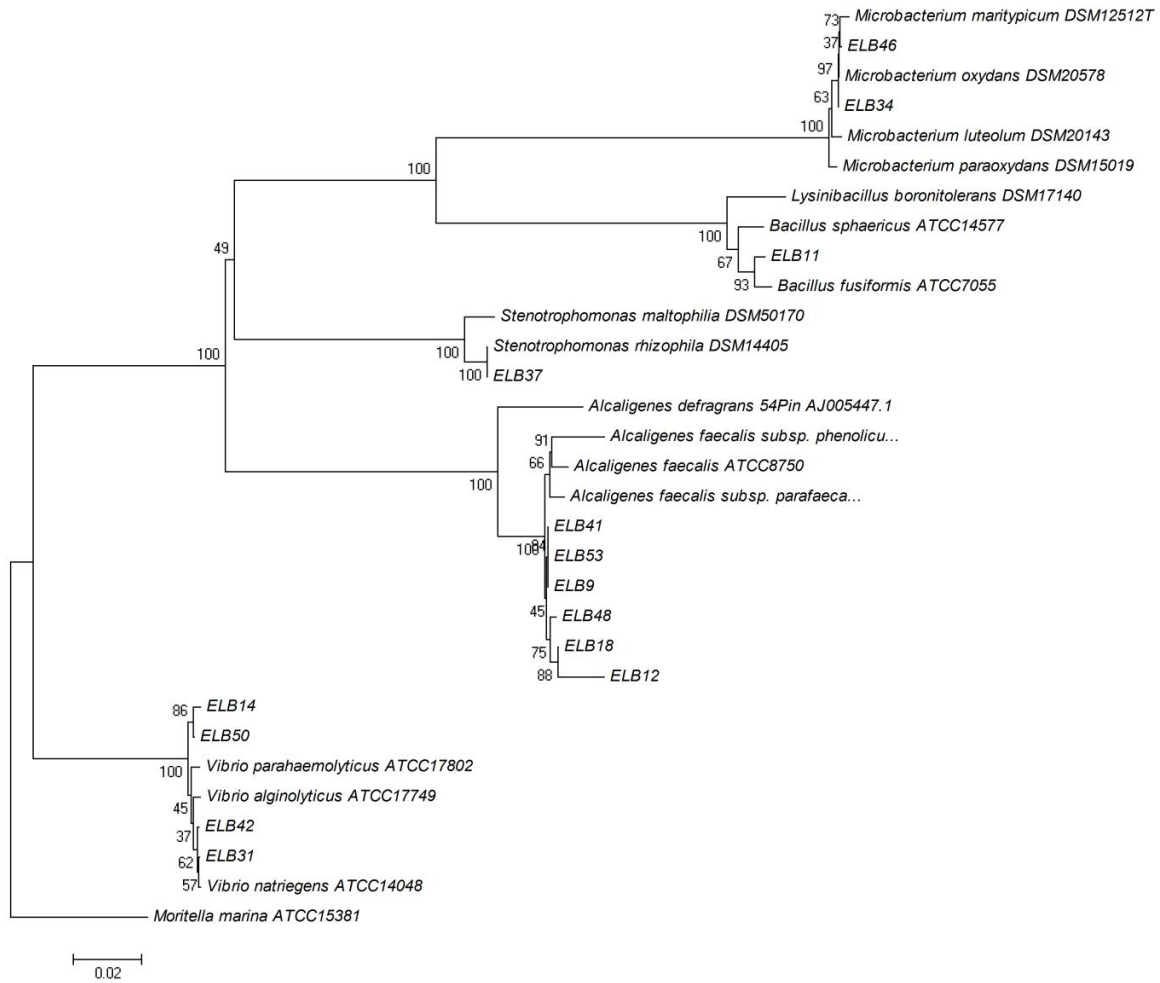 Microbacterium maritypicum DSM12512T
73
ELB46
37
Microbacterium oxydans DSM20578
97
ELB34
63
Microbacterium luteolum DSM20143
100
Microbacterium paraoxydans DSM15019
100
Lysinibacillus boronitolerans DSM17140
Bacillus sphaericus ATCC14577
100
ELB11
67
Bacillus fusiformis ATCC7055
93
49
Stenotrophomonas maltophilia DSM50170
Stenotrophomonas rhizophila DSM14405
100
ELB37
100
100
Alcaligenes defragrans 54Pin AJ005447.1
Alcaligenes faecalis subsp. phenolicu...
91
Alcaligenes faecalis ATCC8750
66
100
Alcaligenes faecalis subsp. parafaeca...
ELB41
100
ELB53
ELB9
45
ELB48
ELB18
75
ELB12
88
ELB14
86
ELB50
Vibrio parahaemolyticus ATCC17802
100
Vibrio alginolyticus ATCC17749
45
ELB42
37
ELB31
62
Vibrio natriegens ATCC14048
57
Moritella marina ATCC15381
0.02